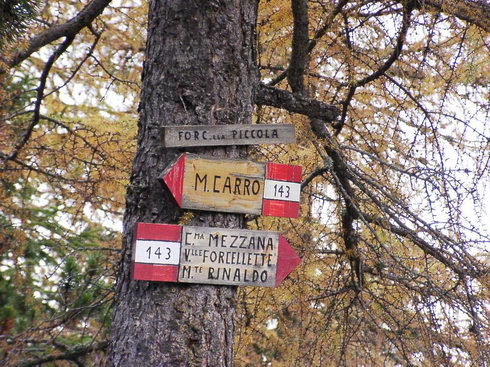 FORC.LLA PICCOLA
M. CARRO 143
143
C.MA MEZZANA
V.LLE FORCELLETTE
M.TE RINALDO